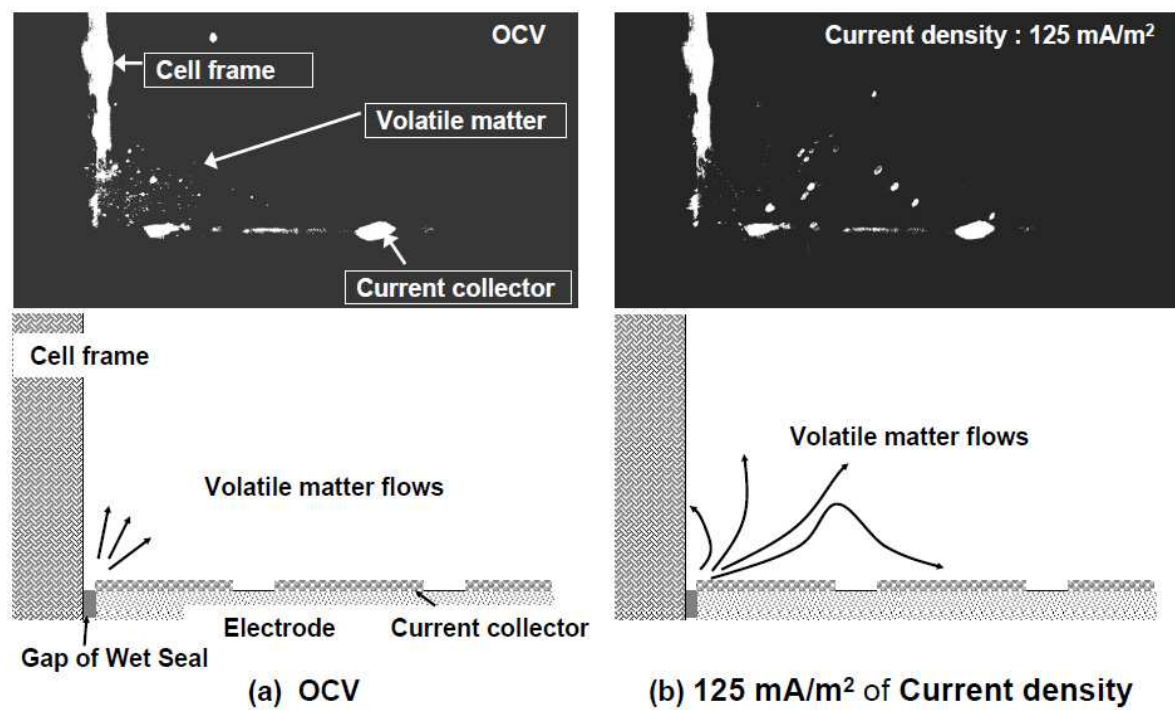 OCV
Cell frame
Volatile matter
Current collector
Current density : 125 mA/m²
Cell frame
Volatile matter flows
Electrode
Current collector
Gap of Wet Seal
Volatile matter flows
(a) OCV
(b) 125 mA/m² of Current density